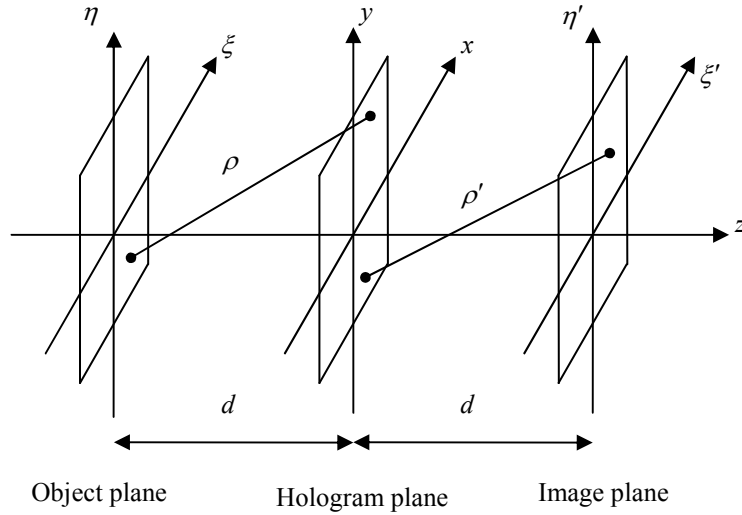 η y η′
ξ x ξ′
ρ ρ′
z
d d
Object plane Hologram plane Image plane